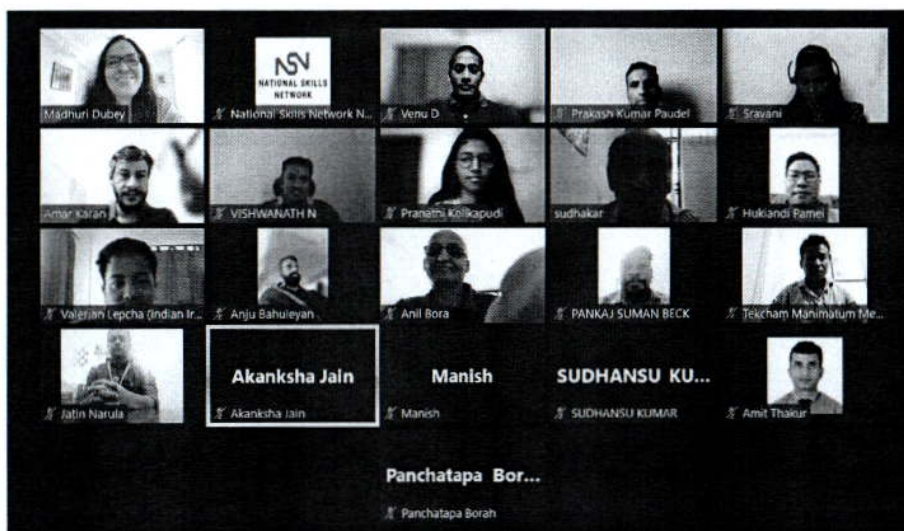 Madhuri Dubey
NSN
NATIONAL SKILLS
NETWORK
National Skills Network N...
Venu D
Prakash Kumar Paudel
Sravani
Amar Karan
VISHWANATH N
Pranathi Kolikapudi
sudhakar
Hukiandi Pamei
Valerian Lepcha (Indian Ir...
Anju Bahuleyan
Anil Bora
PANKAJ SUMAN BECK
Tekcham Manimatum Me...
Jatin Narula
Akanksha Jain
Akanksha Jain
Manish
Manish
SUDHANSU KU...
SUDHANSU KUMAR
Amit Thakur
Panchatapa Bor...
Panchatapa Borah